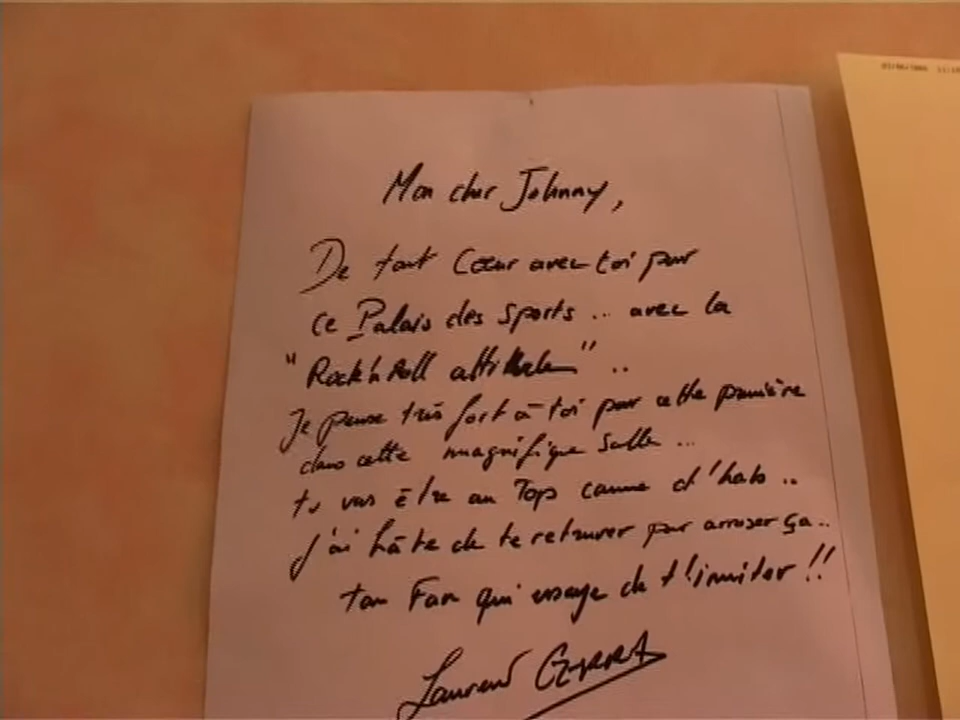 Mon cher Johnny,
De tout Cœur avec toi pour
ce Palais des Sports... avec la
"Rock'n Roll attitude"..
Je pense très fort à toi pour cette première
dans cette magnifique Salle...
tu vas être au Top comme d'hab..
j'ai hâte de te retrouver pour arroser ça..
ton Fan qui essaye de t'imiter !!
Laurent GERRA